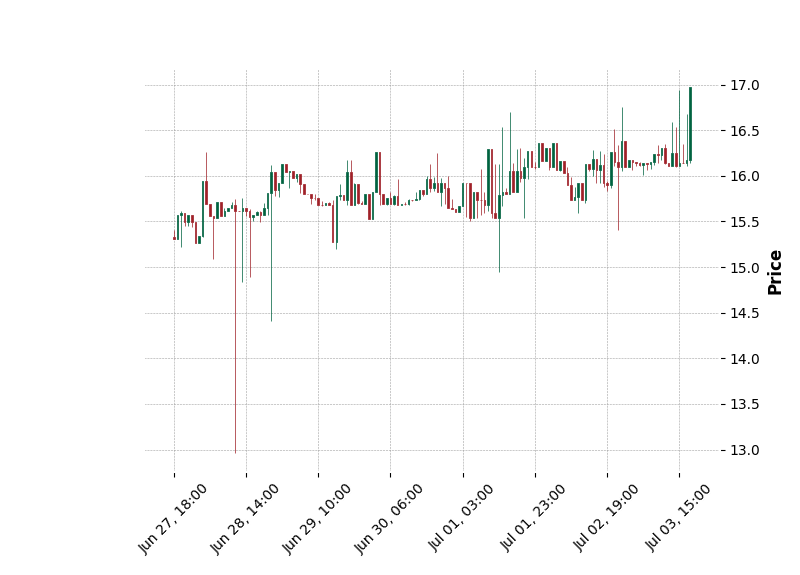 17.0
16.5
16.0
15.5
15.0
14.5
14.0
13.5
13.0
Price
Jun 27, 18:00
Jun 28, 14:00
Jun 29, 10:00
Jun 30, 06:00
Jul 01, 03:00
Jul 01, 23:00
Jul 02, 19:00
Jul 03, 15:00